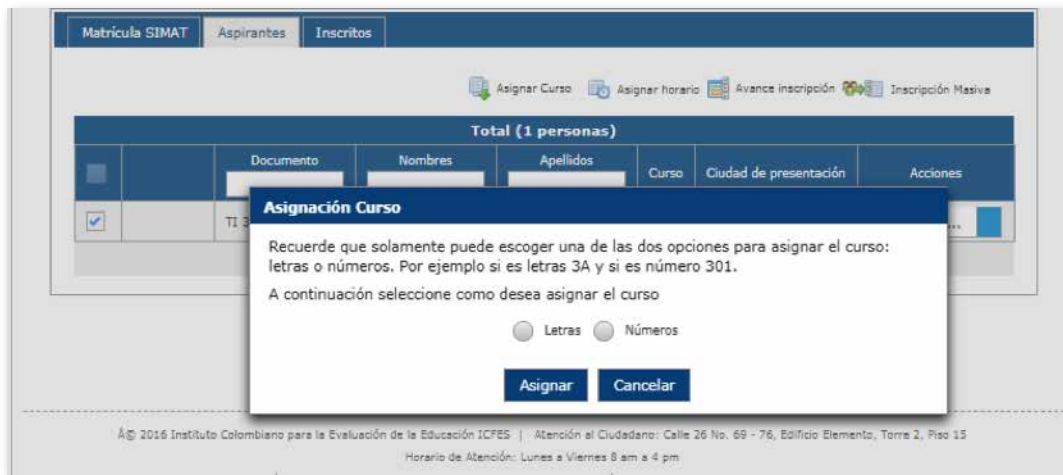 Matrícula SIMAT Aspirantes Inscritos
Asignar Curso Asignar horario Avance inscripción Inscripción Masiva
Total (1 personas)
Documento Nombres Apellidos Curso Ciudad de presentación Acciones
TI 3
...
Asignación Curso
Recuerde que solamente puede escoger una de las dos opciones para asignar el curso:
letras o números. Por ejemplo si es letras 3A y si es número 301.
A continuación seleccione como desea asignar el curso
Letras Números
Asignar Cancelar
Â© 2016 Instituto Colombiano para la Evaluación de la Educación ICFES | Atención al Ciudadano: Calle 26 No. 69 - 76, Edificio Elemento, Torre 2, Piso 15
Horario de Atención: Lunes a Viernes 8 am a 4 pm